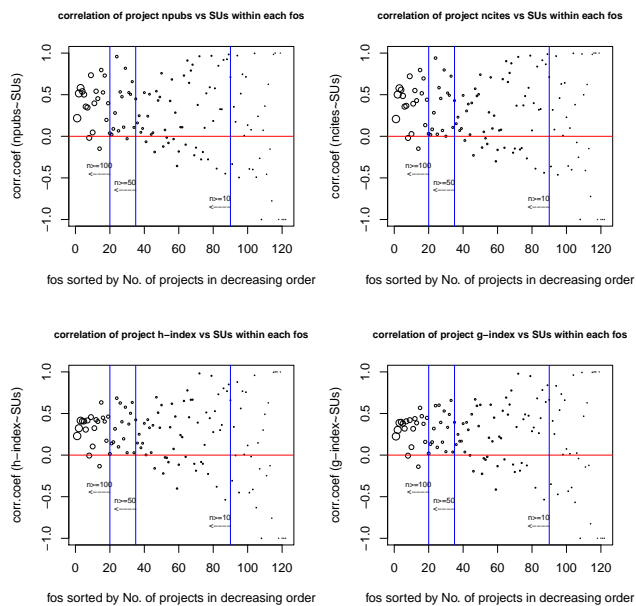 correlation of project npubs vs SUs within each fos
corr.coef (npubs~SUs)
1.0
0.5
0.0
-0.5
-1.0
n>=100
<-----
n>=50
<-----
n>=10
<-----
0 20 40 60 80 100 120
fos sorted by No. of projects in decreasing order
correlation of project ncites vs SUs within each fos
corr.coef (ncites~SUs)
1.0
0.5
0.0
-0.5
-1.0
n>=100
<-----
n>=50
<-----
n>=10
<-----
0 20 40 60 80 100 120
fos sorted by No. of projects in decreasing order
correlation of project h-index vs SUs within each fos
corr.coef (h-index~SUs)
1.0
0.5
0.0
-0.5
-1.0
n>=100
<-----
n>=50
<-----
n>=10
<-----
0 20 40 60 80 100 120
fos sorted by No. of projects in decreasing order
correlation of project g-index vs SUs within each fos
corr.coef (g-index~SUs)
1.0
0.5
0.0
-0.5
-1.0
n>=100
<-----
n>=50
<-----
n>=10
<-----
0 20 40 60 80 100 120
fos sorted by No. of projects in decreasing order